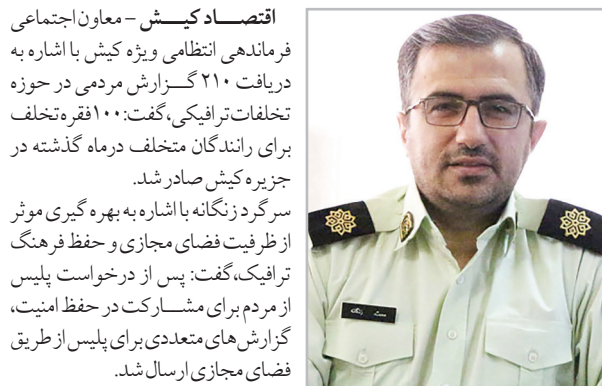 اقتصاد کیش - معاون اجتماعی
فرماندهی انتظامی ویژه کیش با اشاره به
دریافت ۲۱۰ گزارش مردمی در حوزه
تخلفات ترافیکی،گفت: ۱۰۰ فقره تخلف
برای رانندگان متخلف درماه گذشته در
جزیره کیش صادر شد.
سرگرد زنگانه با اشاره به بهره گیری موثر
از ظرفیت فضای مجازی و حفظ فرهنگ
ترافیک،گفت: پس از درخواست پلیس
از مردم برای مشارکت در حفظ امنیت،
گزارش‌های متعددی برای پلیس از طریق
فضای مجازی ارسال شد.